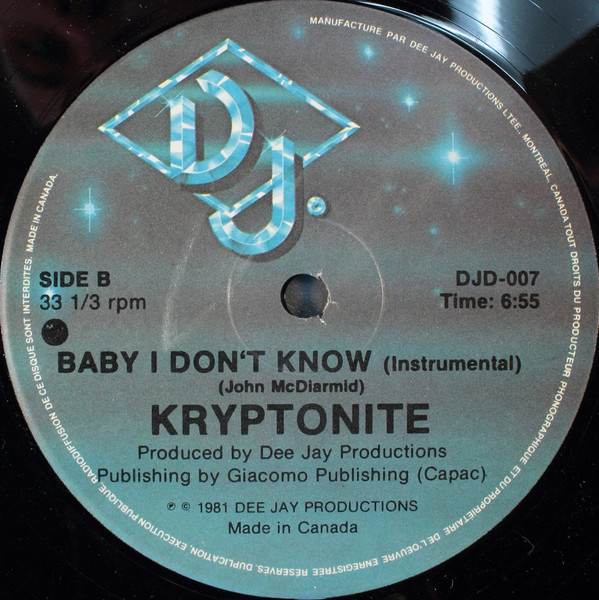 MANUFACTURE PAR DEE JAY PRODUCTIONS LTEE., MONTREAL, CANADA TOUT DROITS DU PRODUCTEUR PHONOGRAPHIQUE ET DU PROPRIETAIRE DE L'OEUVRE ENREGISTREE RESERVES. DUPLICATION, EXECUTION PUBLIQUE, RADIODIFFUSION DE CE DISQUE SONT INTERDITES. MADE IN CANADA.
DJ.
SIDE B
33 1/3 rpm
DJD-007
Time: 6:55
BABY I DON'T KNOW (Instrumental)
(John McDiarmid)
KRYPTONITE
Produced by Dee Jay Productions
Publishing by Giacomo Publishing (Capac)
℗ © 1981 DEE JAY PRODUCTIONS
Made in Canada